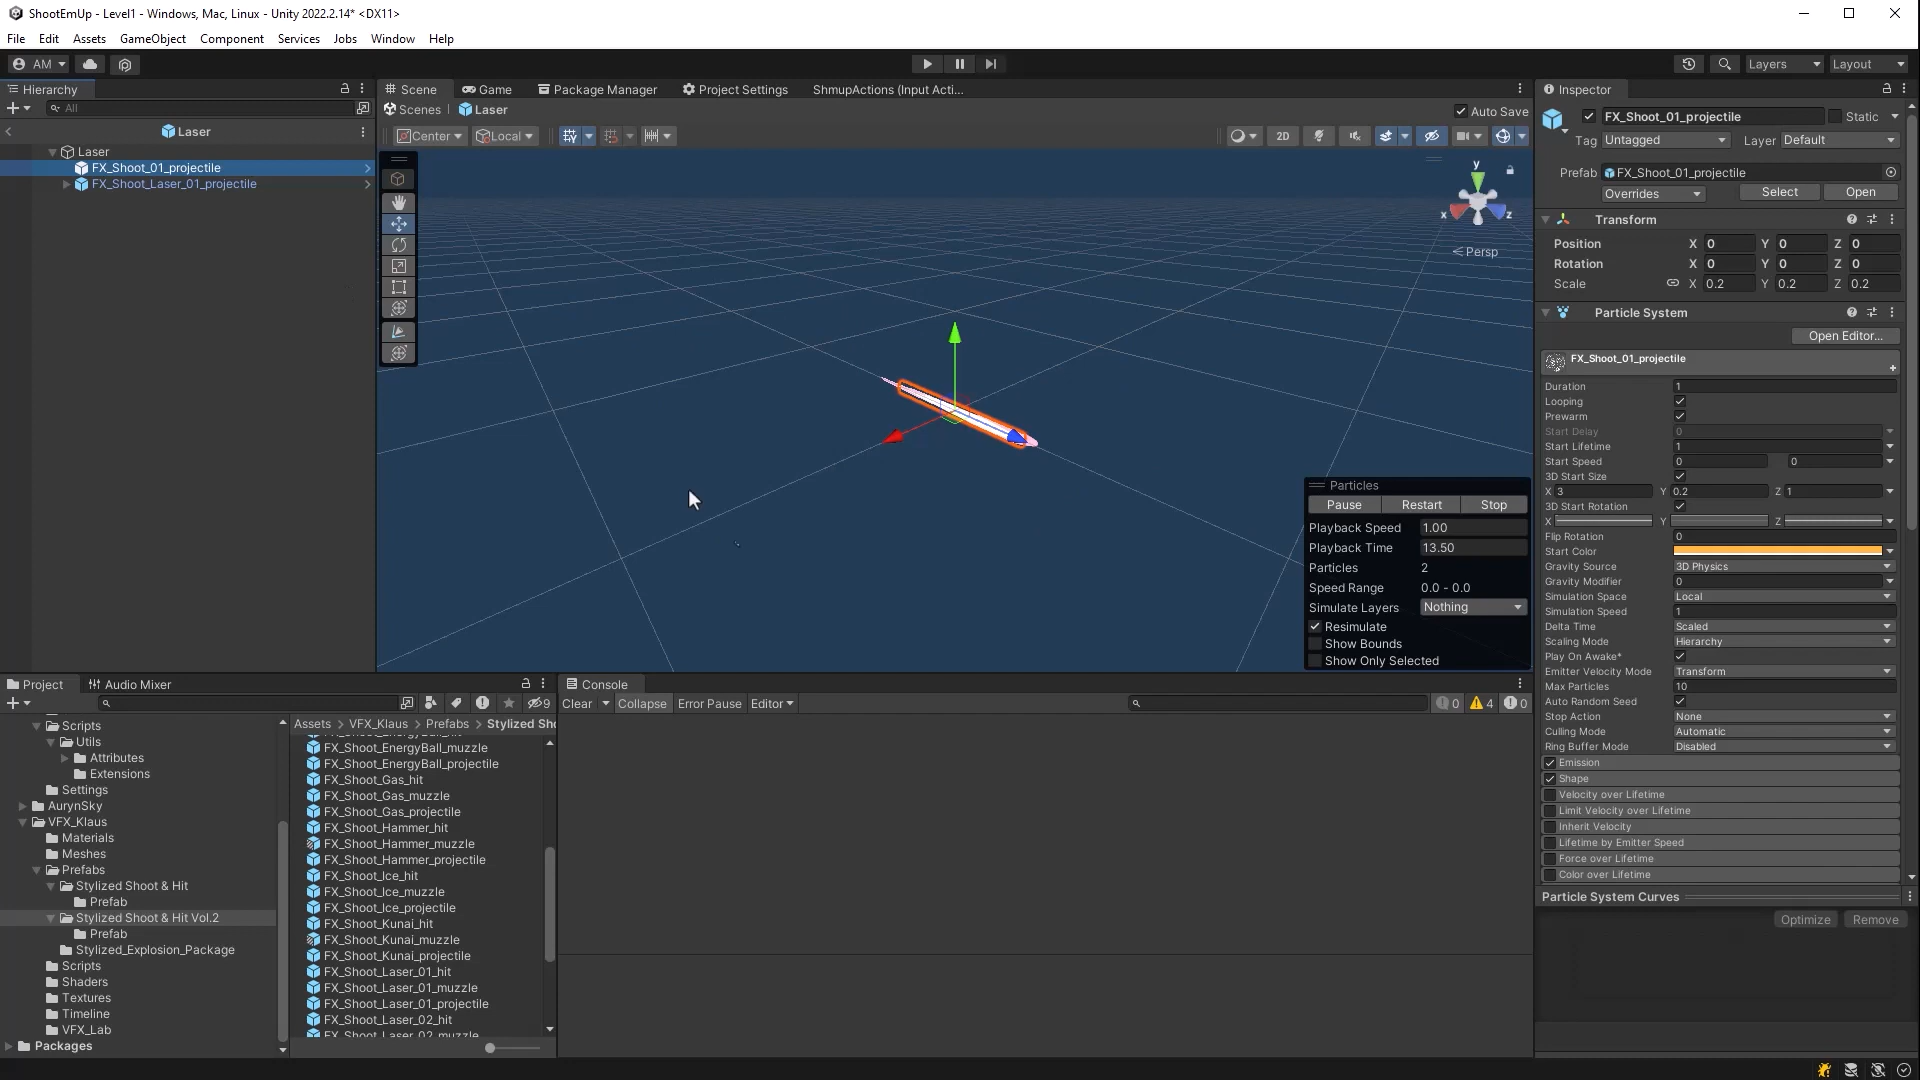 ShootEmUp - Level1 - Windows, Mac, Linux - Unity 2022.2.14* <DX11>
File Edit Assets GameObject Component Services Jobs Window Help
AM
Layers Layout
Hierarchy
All
Laser
Laser
FX_Shoot_01_projectile
FX_Shoot_Laser_01_projectile
Scene Game Package Manager Project Settings ShmupActions (Input Acti...
Scenes Laser Auto Save
Center Local 2D
y
x z
Persp
Particles
Pause Restart Stop
Playback Speed 1.00
Playback Time 13.50
Particles 2
Speed Range 0.0 - 0.0
Simulate Layers Nothing
Resimulate
Show Bounds
Show Only Selected
Inspector
FX_Shoot_01_projectile Static
Tag Untagged Layer Default
Prefab FX_Shoot_01_projectile
Overrides Select Open
Transform
Position X 0 Y 0 Z 0
Rotation X 0 Y 0 Z 0
Scale X 0.2 Y 0.2 Z 0.2
Particle System
Open Editor...
FX_Shoot_01_projectile
Duration 1
Looping
Prewarm
Start Delay 0
Start Lifetime 1
Start Speed 0 0
3D Start Size
X 3 Y 0.2 Z 1
3D Start Rotation
X Y Z
Flip Rotation 0
Start Color
Gravity Source 3D Physics
Gravity Modifier 0
Simulation Space Local
Simulation Speed 1
Delta Time Scaled
Scaling Mode Hierarchy
Play On Awake*
Emitter Velocity Mode Transform
Max Particles 10
Auto Random Seed
Stop Action None
Culling Mode Automatic
Ring Buffer Mode Disabled
Emission
Shape
Velocity over Lifetime
Limit Velocity over Lifetime
Inherit Velocity
Lifetime by Emitter Speed
Force over Lifetime
Color over Lifetime
Particle System Curves
Optimize Remove
Project Audio Mixer
9
Scripts
Utils
Attributes
Extensions
Settings
AurynSky
VFX_Klaus
Materials
Meshes
Prefabs
Stylized Shoot & Hit
Prefab
Stylized Shoot & Hit Vol.2
Prefab
Stylized_Explosion_Package
Scripts
Shaders
Textures
Timeline
VFX_Lab
Packages
Assets > VFX_Klaus > Prefabs > Stylized Sho
FX_Shoot_EnergyBall_hit
FX_Shoot_EnergyBall_muzzle
FX_Shoot_EnergyBall_projectile
FX_Shoot_Gas_hit
FX_Shoot_Gas_muzzle
FX_Shoot_Gas_projectile
FX_Shoot_Hammer_hit
FX_Shoot_Hammer_muzzle
FX_Shoot_Hammer_projectile
FX_Shoot_Ice_hit
FX_Shoot_Ice_muzzle
FX_Shoot_Ice_projectile
FX_Shoot_Kunai_hit
FX_Shoot_Kunai_muzzle
FX_Shoot_Kunai_projectile
FX_Shoot_Laser_01_hit
FX_Shoot_Laser_01_muzzle
FX_Shoot_Laser_01_projectile
FX_Shoot_Laser_02_hit
FX_Shoot_Laser_02_muzzle
Console
Clear Collapse Error Pause Editor 0 4 0